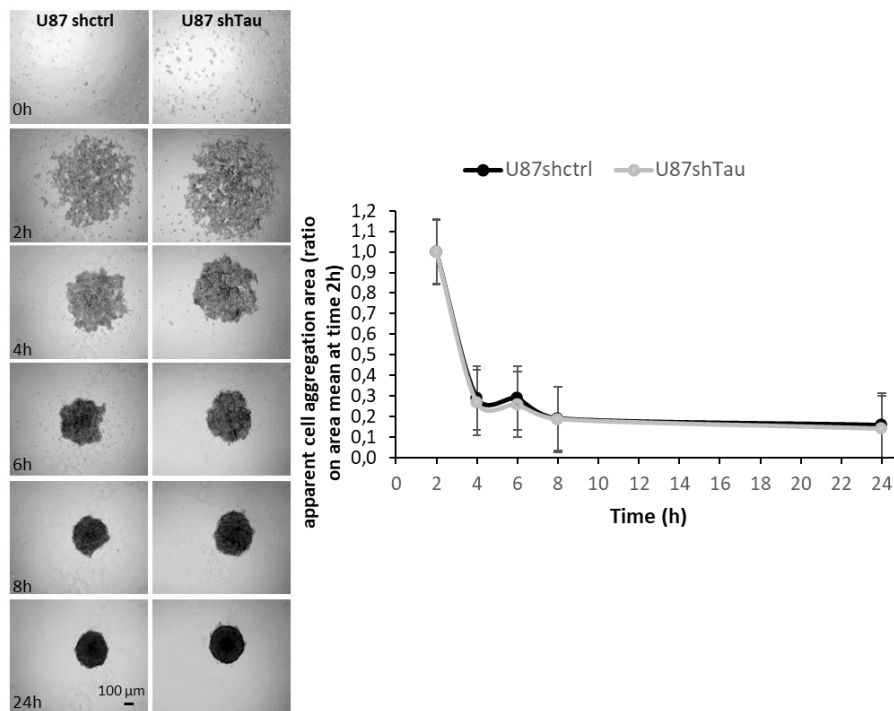 U87 shctrl U87 shTau
0h
2h
4h
6h
8h
24h
100 µm
U87shctrl U87shTau
apparent cell aggregation area (ratio
on area mean at time 2h)
1,2
1,1
1,0
0,9
0,8
0,7
0,6
0,5
0,4
0,3
0,2
0,1
0,0
0 2 4 6 8 10 12 14 16 18 20 22 24
Time (h)